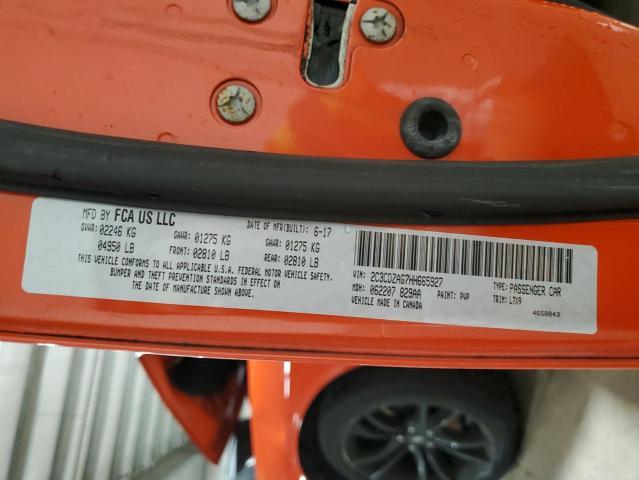 MFD BY FCA US LLC
DATE OF MFR(BUILT): 6-17
GVWR: 02246 KG GAWR: 01275 KG GAWR: 01275 KG
04950 LB FRONT: 02810 LB REAR: 02810 LB
THIS VEHICLE CONFORMS TO ALL APPLICABLE U.S.A. FEDERAL MOTOR VEHICLE SAFETY,
BUMPER AND THEFT PREVENTION STANDARDS IN EFFECT ON
THE DATE OF MANUFACTURE SHOWN ABOVE.
VIN: 2C3CDZAG7HH665927 TYPE: PASSENGER CAR
MDH: 062207 829AA PAINT: PVP TRIM: L7X9
VEHICLE MADE IN CANADA
4658843